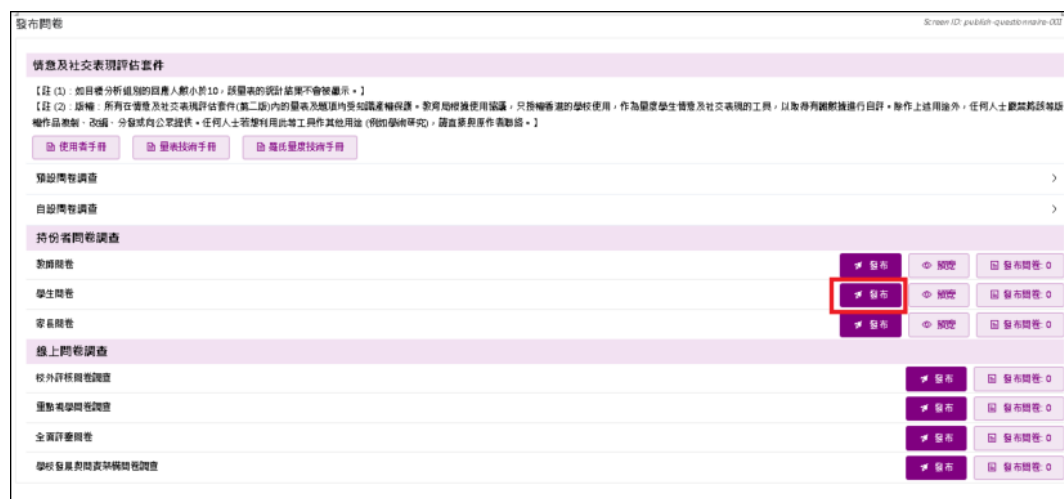 發布問卷
Screen ID: publish-questionnaire-001
情意及社交表現評估套件
【註 (1)：如目標分析組別的回應人數小於10，該量表的統計結果不會被顯示。】
【註 (2)：版權：所有在情意及社交表現評估套件(第二版)內的量表及題項均受知識產權保護。教育局根據使用協議，只授權香港的學校使用，作為量度學生情意及社交表現的工具，以取得有關數據進行自評。除作上述用途外，任何人士嚴禁將該等版
權作品複製、改編、分發或向公眾提供。任何人士若想利用此等工具作其他用途 (例如學術研究)，請直接與原作者聯絡。】
使用者手冊 量表技術手冊 羅氏量度技術手冊
預設問卷調查
自設問卷調查
持份者問卷調查
教師問卷 發布 預覽 發布問卷: 0
學生問卷 發布 預覽 發布問卷: 0
家長問卷 發布 預覽 發布問卷: 0
線上問卷調查
校外評核問卷調查 發布 發布問卷: 0
重點視學問卷調查 發布 發布問卷: 0
全面評審問卷 發布 發布問卷: 0
學校發展與問責架構問卷調查 發布 發布問卷: 0